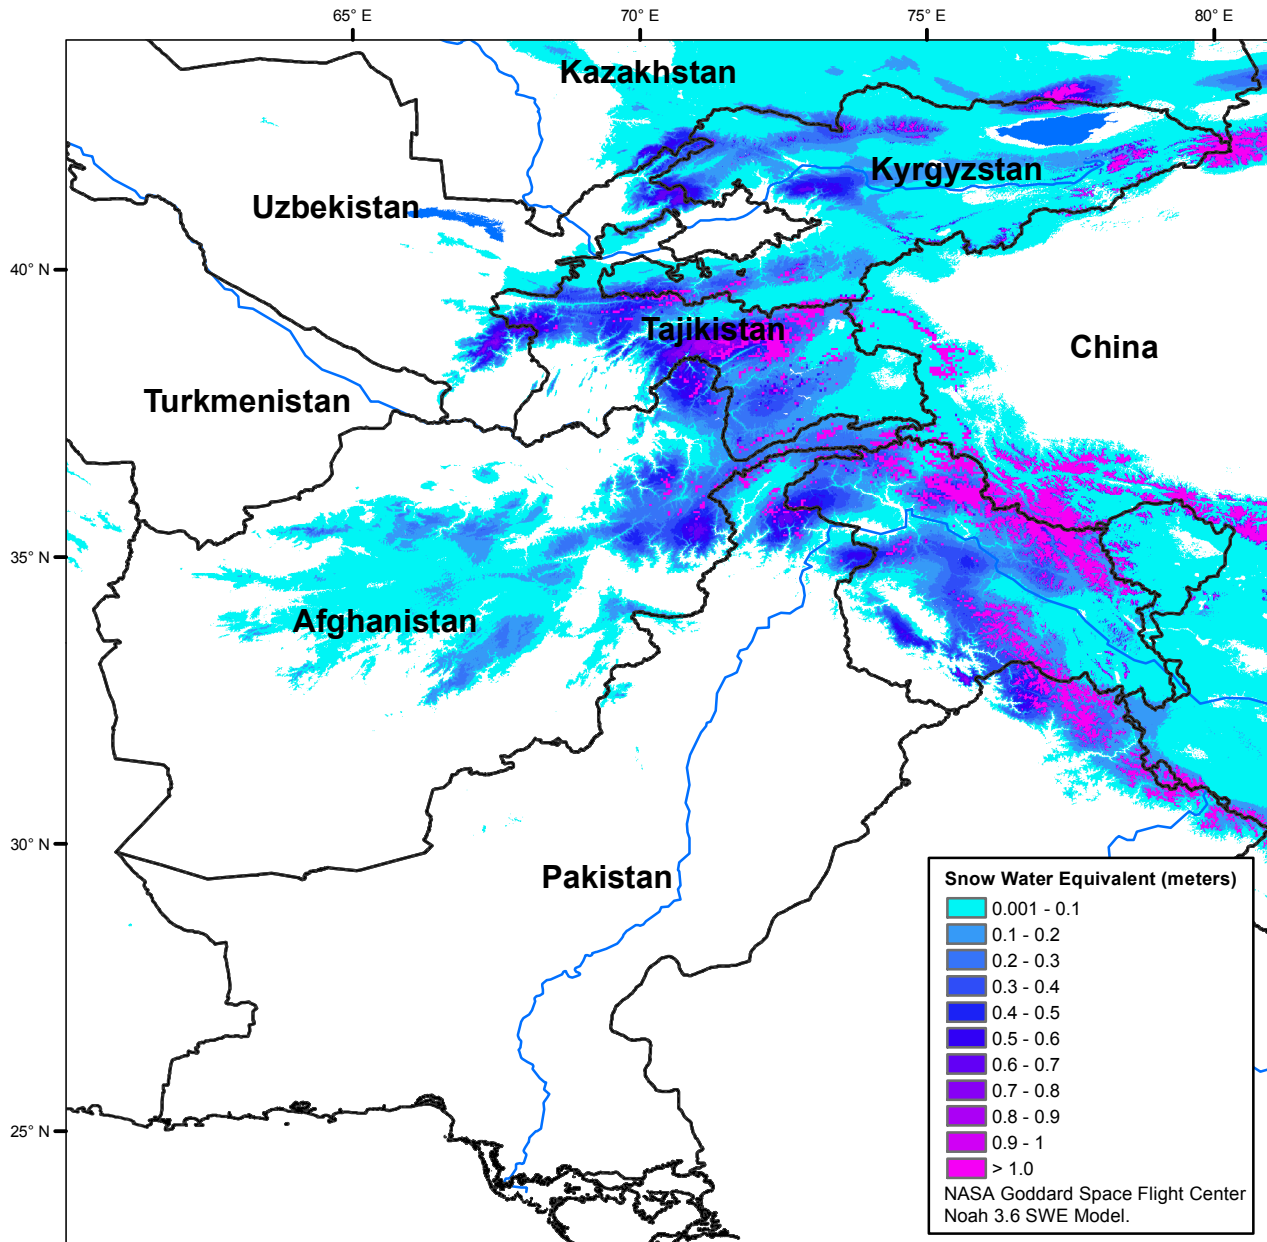 65° E
70° E
75° E
80° E
Kazakhstan
Kyrgyzstan
Uzbekistan
40° N
Tajikistan
China
Turkmenistan
35° N
Afghanistan
30° N
Pakistan
25° N
Snow Water Equivalent (meters)
0.001 - 0.1
0.1 - 0.2
0.2 - 0.3
0.3 - 0.4
0.4 - 0.5
0.5 - 0.6
0.6 - 0.7
0.7 - 0.8
0.8 - 0.9
0.9 - 1
> 1.0
NASA Goddard Space Flight Center
Noah 3.6 SWE Model.